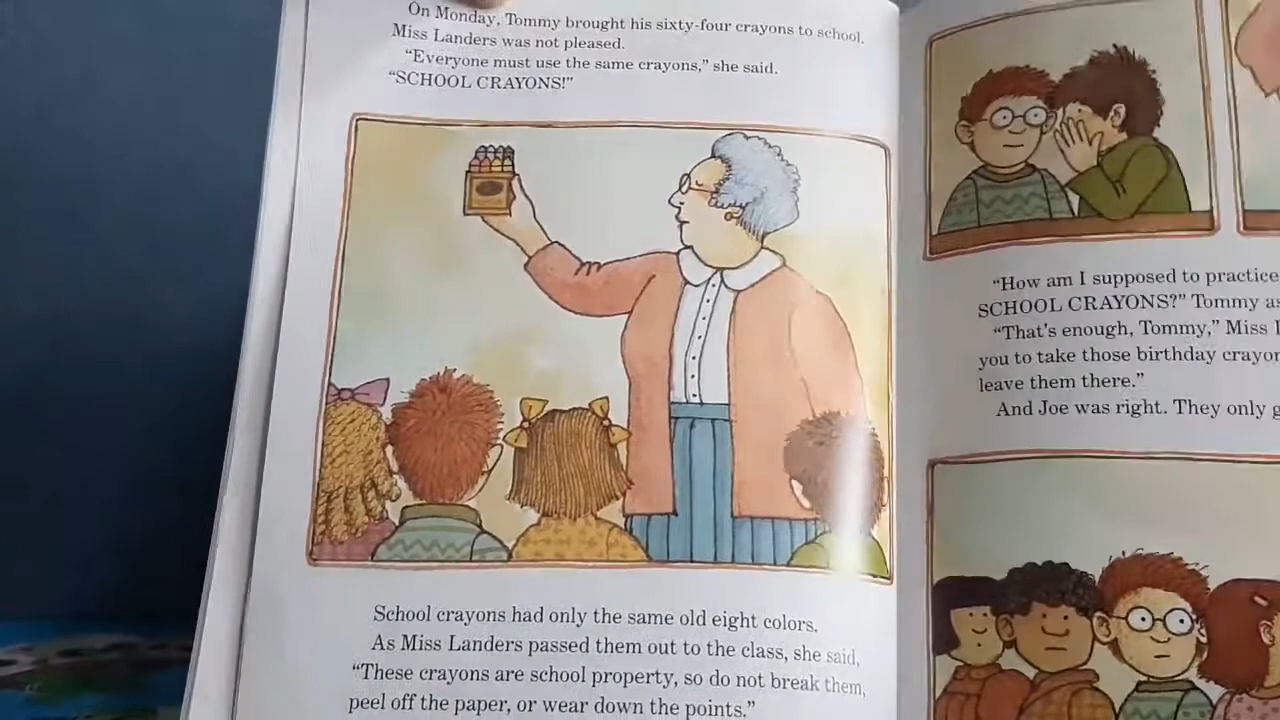 On Monday, Tommy brought his sixty-four crayons to school.
Miss Landers was not pleased.
“Everyone must use the same crayons,” she said.
“SCHOOL CRAYONS!”
School crayons had only the same old eight colors.
As Miss Landers passed them out to the class, she said,
“These crayons are school property, so do not break them,
peel off the paper, or wear down the points.”
“How am I supposed to practice
SCHOOL CRAYONS?” Tommy
“That's enough, Tommy,” Miss
you to take those birthday
leave them there.”
And Joe was right. They only